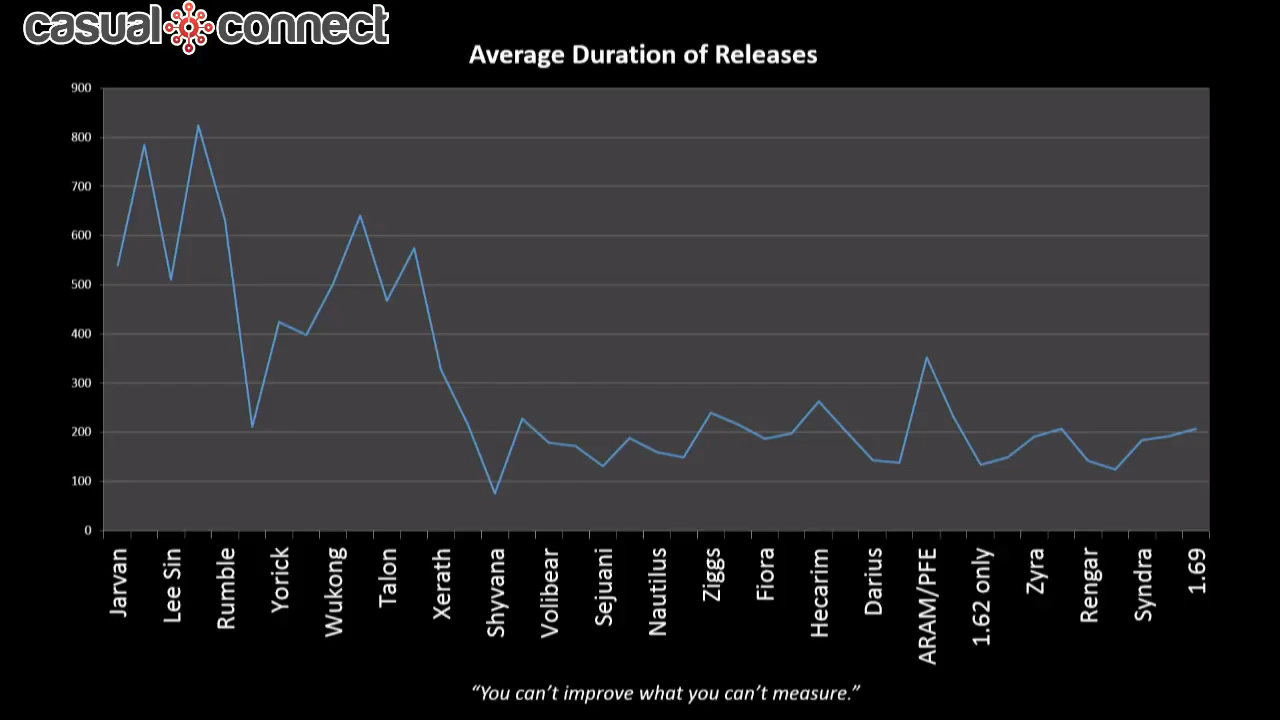 casual connect
Average Duration of Releases
900
800
700
600
500
400
300
200
100
0
Jarvan
Lee Sin
Rumble
Yorick
Wukong
Talon
Xerath
Shyvana
Volibear
Sejuani
Nautilus
Ziggs
Fiora
Hecarim
Darius
ARAM/PFE
1.62 only
Zyra
Rengar
Syndra
1.69
“You can’t improve what you can’t measure.”